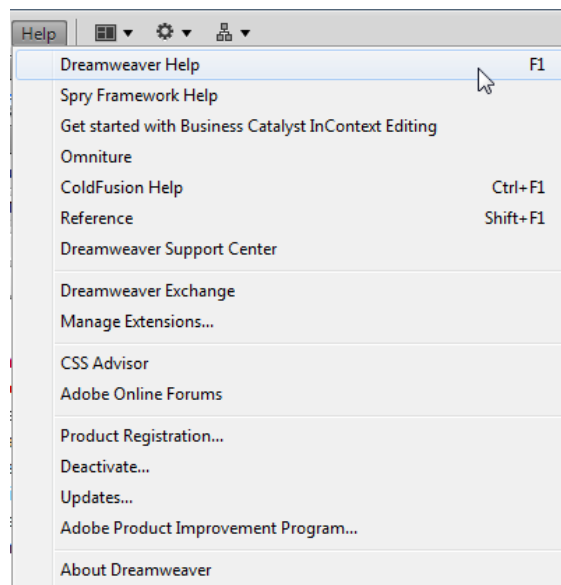 Help
Dreamweaver Help F1
Spry Framework Help
Get started with Business Catalyst InContext Editing
Omniture
ColdFusion Help Ctrl+F1
Reference Shift+F1
Dreamweaver Support Center
Dreamweaver Exchange
Manage Extensions...
CSS Advisor
Adobe Online Forums
Product Registration...
Deactivate...
Updates...
Adobe Product Improvement Program...
About Dreamweaver